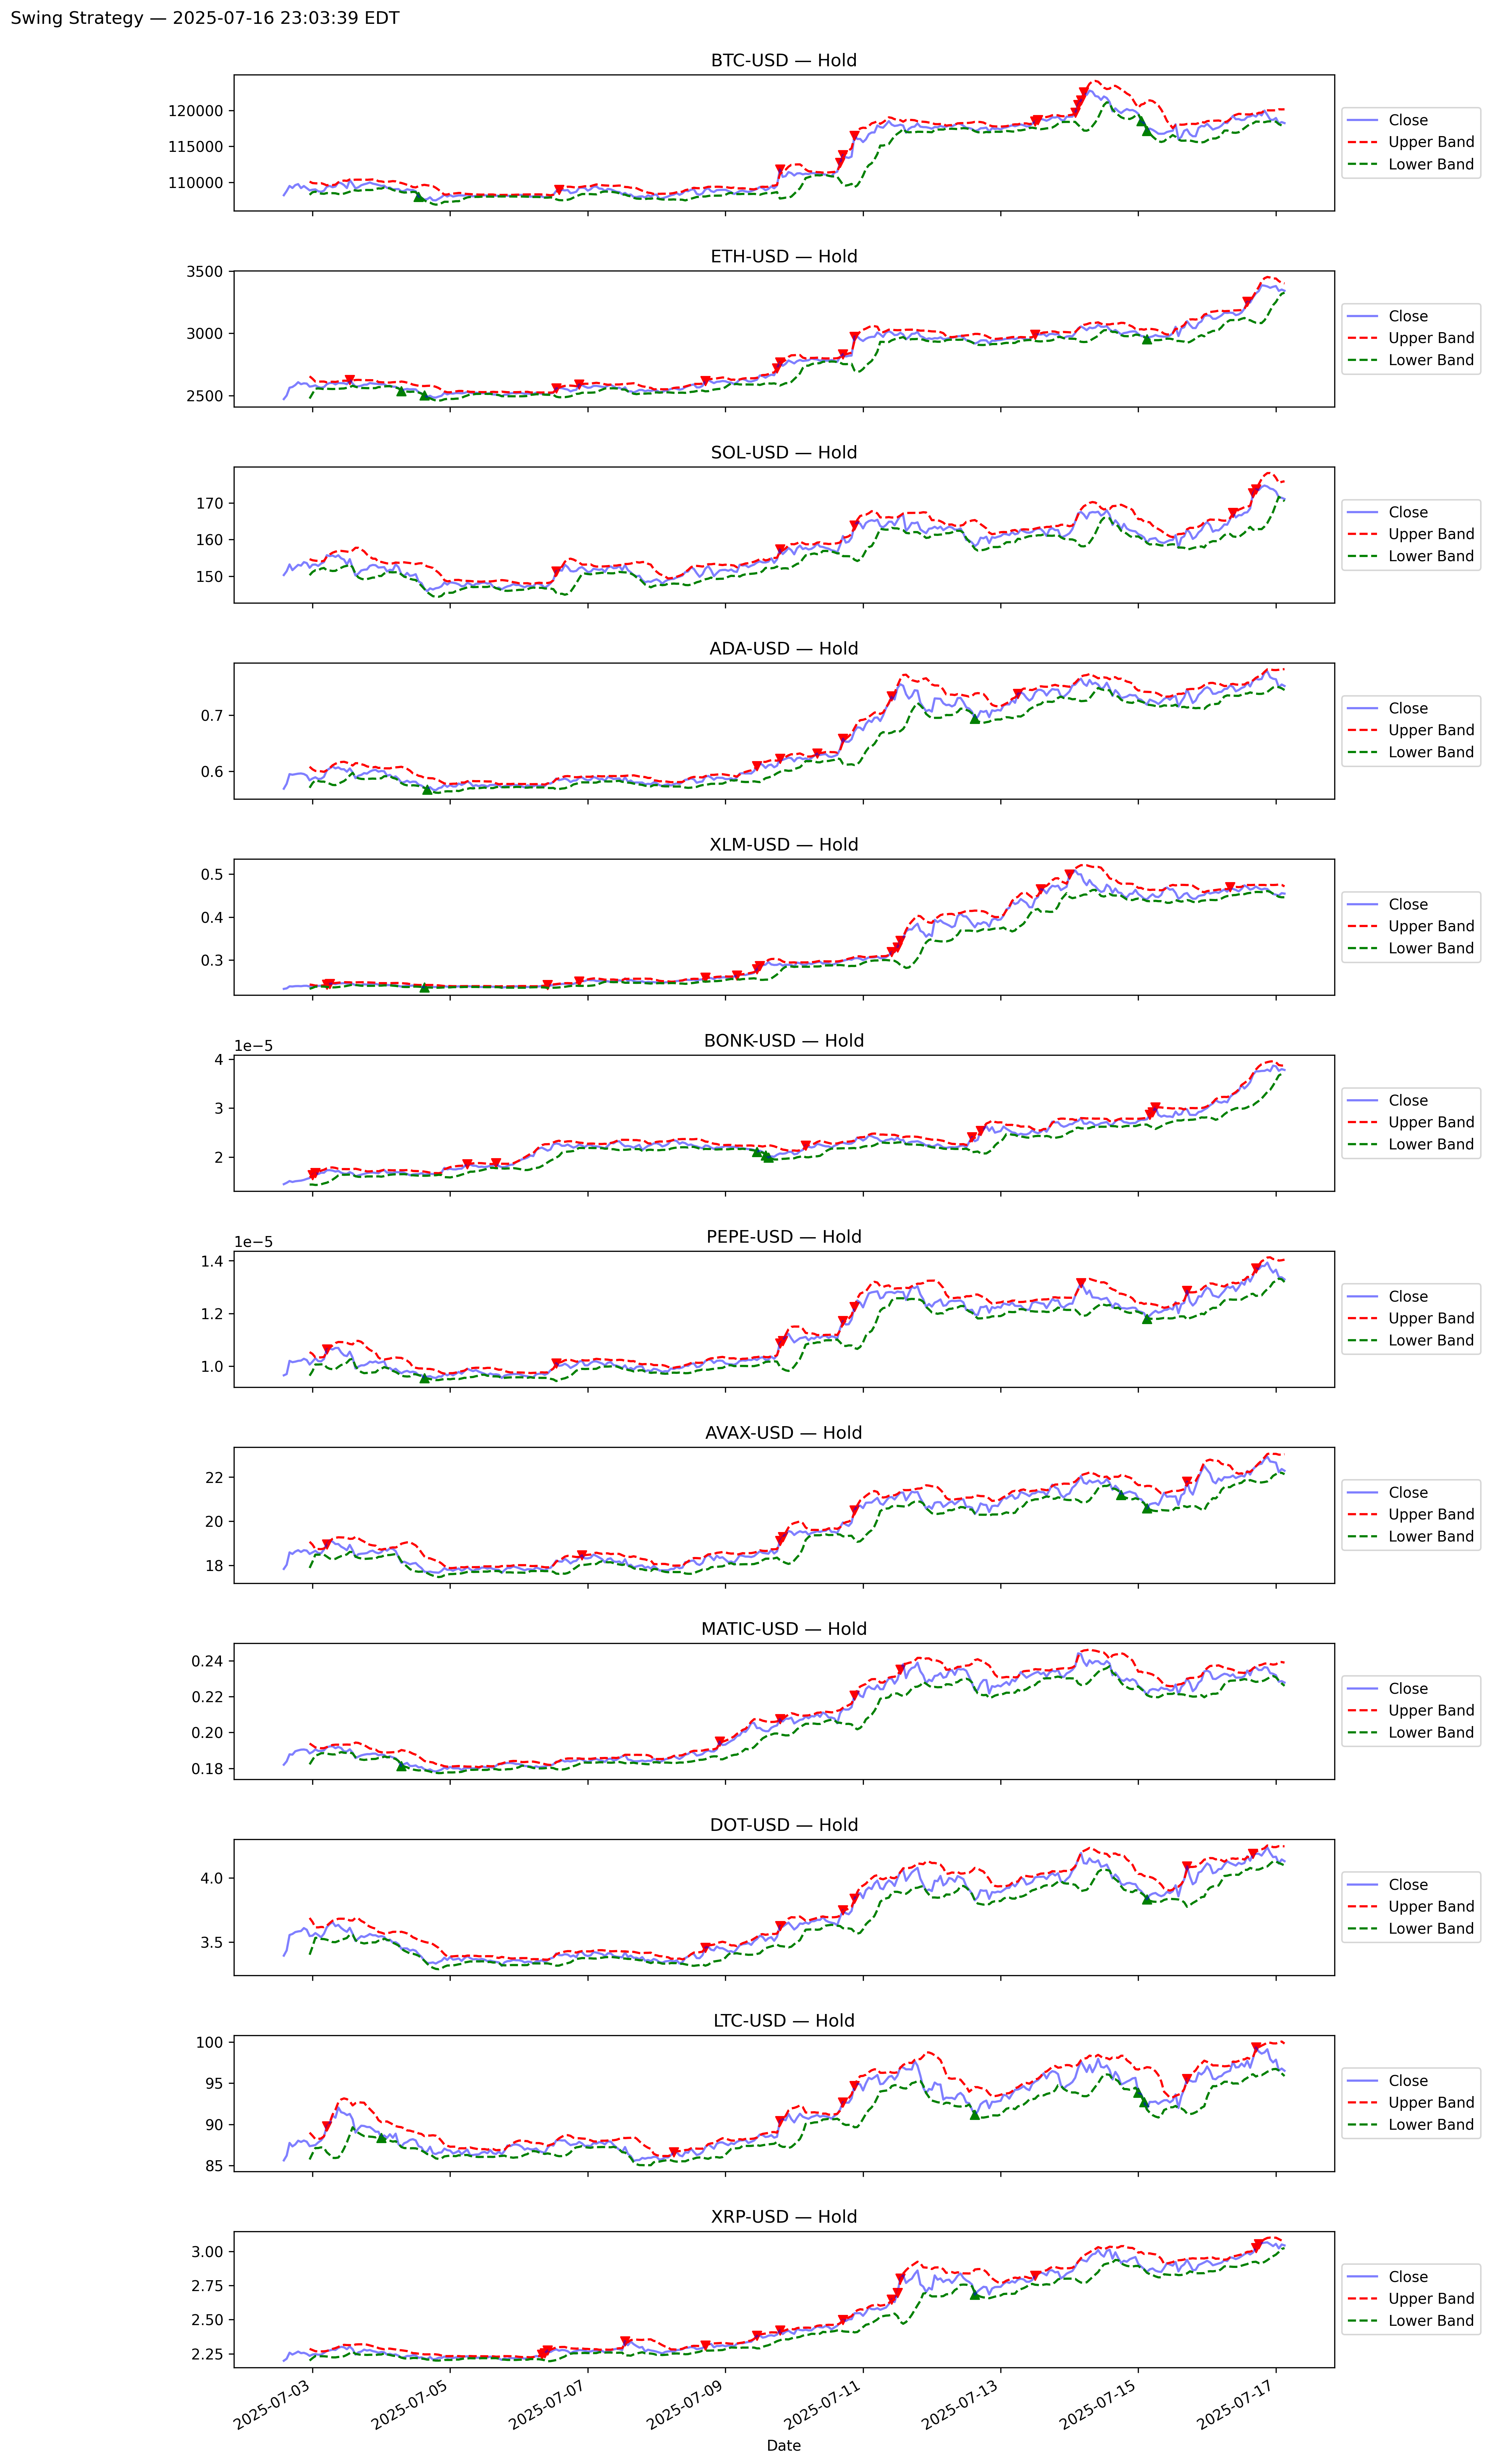 Swing Strategy — 2025-07-16 23:03:39 EDT
BTC-USD — Hold
120000
115000
110000
Close
Upper Band
Lower Band
ETH-USD — Hold
3500
3000
2500
Close
Upper Band
Lower Band
SOL-USD — Hold
170
160
150
Close
Upper Band
Lower Band
ADA-USD — Hold
0.7
0.6
Close
Upper Band
Lower Band
XLM-USD — Hold
0.5
0.4
0.3
Close
Upper Band
Lower Band
BONK-USD — Hold
1e−5
4
3
2
Close
Upper Band
Lower Band
PEPE-USD — Hold
1e−5
1.4
1.2
1.0
Close
Upper Band
Lower Band
AVAX-USD — Hold
22
20
18
Close
Upper Band
Lower Band
MATIC-USD — Hold
0.24
0.22
0.20
0.18
Close
Upper Band
Lower Band
DOT-USD — Hold
4.0
3.5
Close
Upper Band
Lower Band
LTC-USD — Hold
100
95
90
85
Close
Upper Band
Lower Band
XRP-USD — Hold
3.00
2.75
2.50
2.25
Close
Upper Band
Lower Band
2025-07-03
2025-07-05
2025-07-07
2025-07-09
2025-07-11
2025-07-13
2025-07-15
2025-07-17
Date